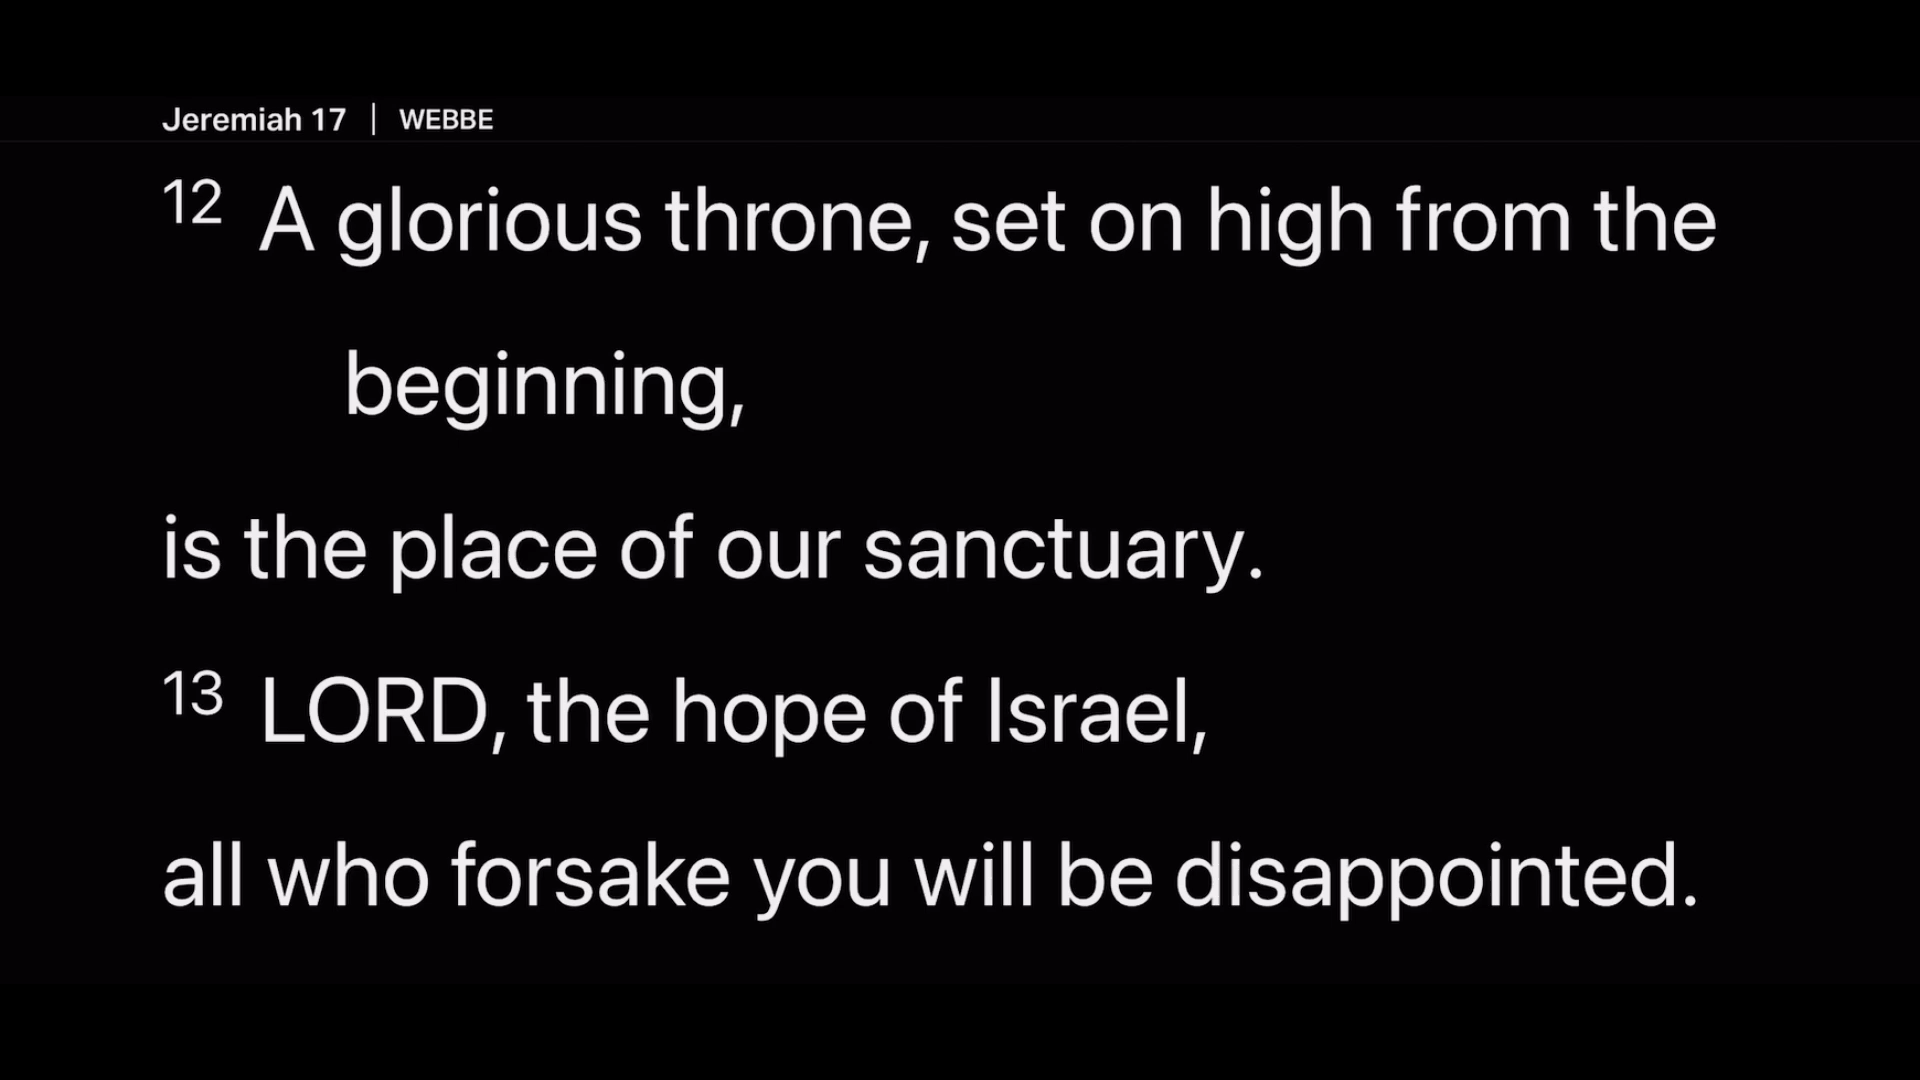 Jeremiah 17 | WEBBE
12 A glorious throne, set on high from the
beginning,
is the place of our sanctuary.
13 LORD, the hope of Israel,
all who forsake you will be disappointed.